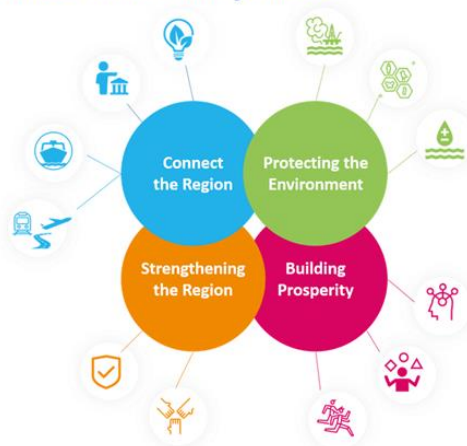 Connect
the Region
Protecting the
Environment
Strengthening
the Region
Building
Prosperity